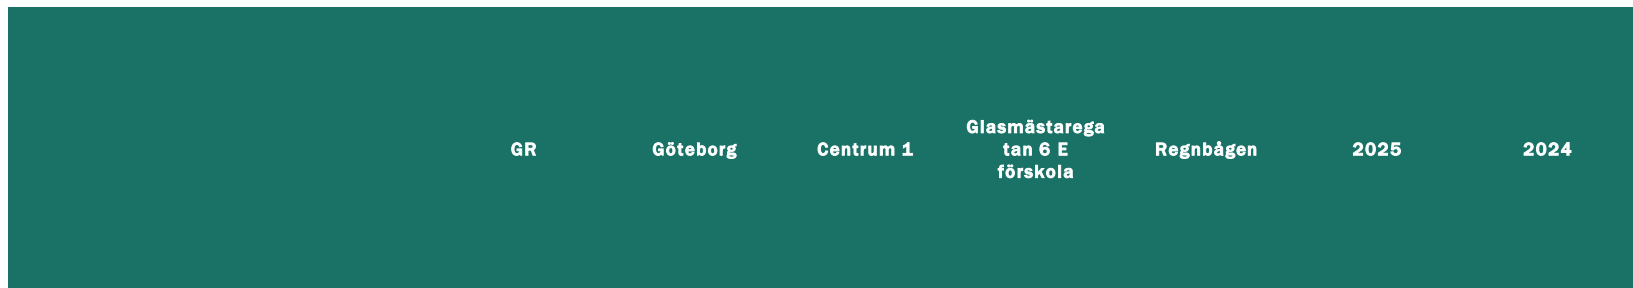 GR
Göteborg
Centrum 1
Glasmästarega
tan 6 E
förskola
Regnbågen
2025
2024